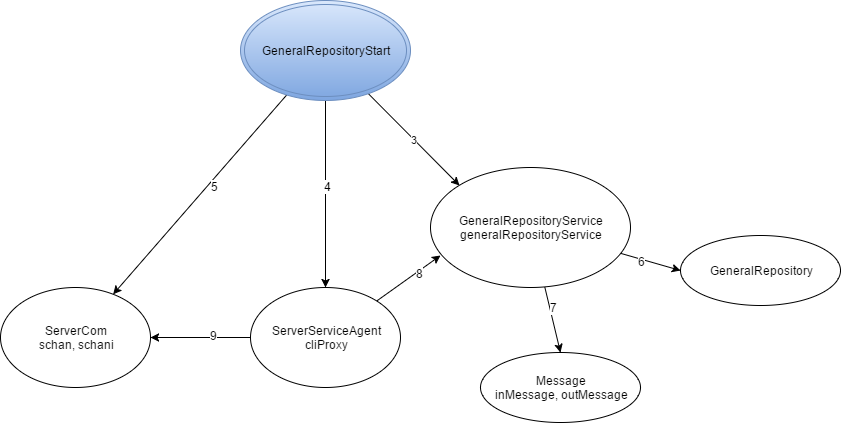 GeneralRepositoryStart
3
5
4
GeneralRepositoryService
generalRepositoryService
6
GeneralRepository
8
7
ServerCom
schan, schani
9
ServerServiceAgent
cliProxy
Message
inMessage, outMessage